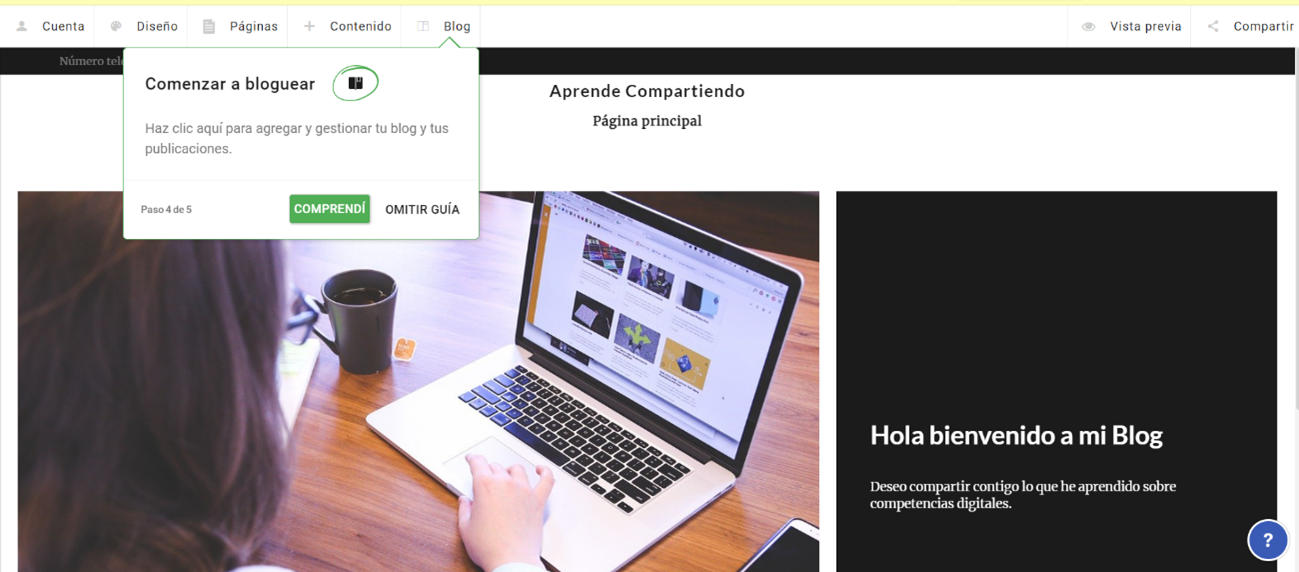 Cuenta Diseño Páginas Contenido Blog Vista previa Compartir
Número
Comenzar a bloguear
Haz clic aquí para agregar y gestionar tu blog y tus
publicaciones.
Paso 4 de 5 COMPRENDÍ OMITIR GUÍA
Aprende Compartiendo
Página principal
Hola bienvenido a mi Blog
Deseo compartir contigo lo que he aprendido sobre
competencias digitales.
?